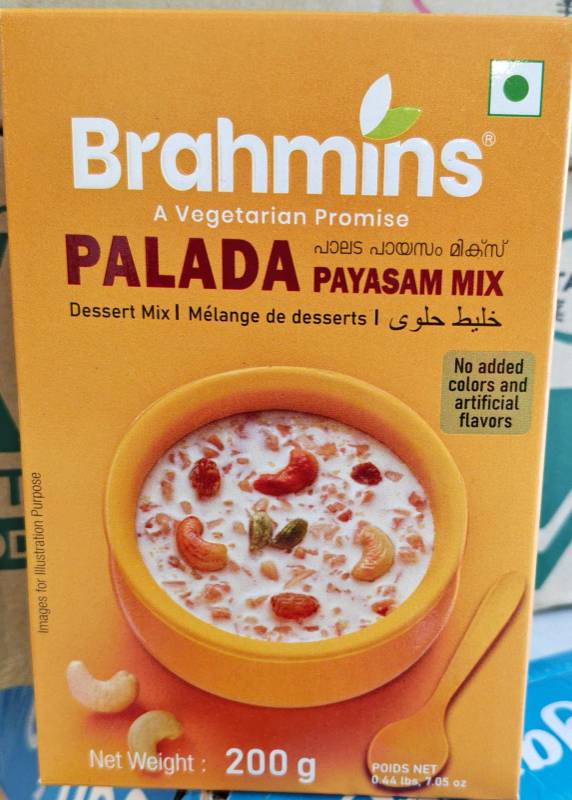 Brahmins®
A Vegetarian Promise
PALADA
പാലട പായസം മിക്സ്
PAYASAM MIX
Dessert Mix | Mélange de desserts | خليط حلوى
No added
colors and
artificial
flavors
Images for Illustration Purpose
Net Weight : 200 g
POIDS NET
0.44 lbs, 7.05 oz